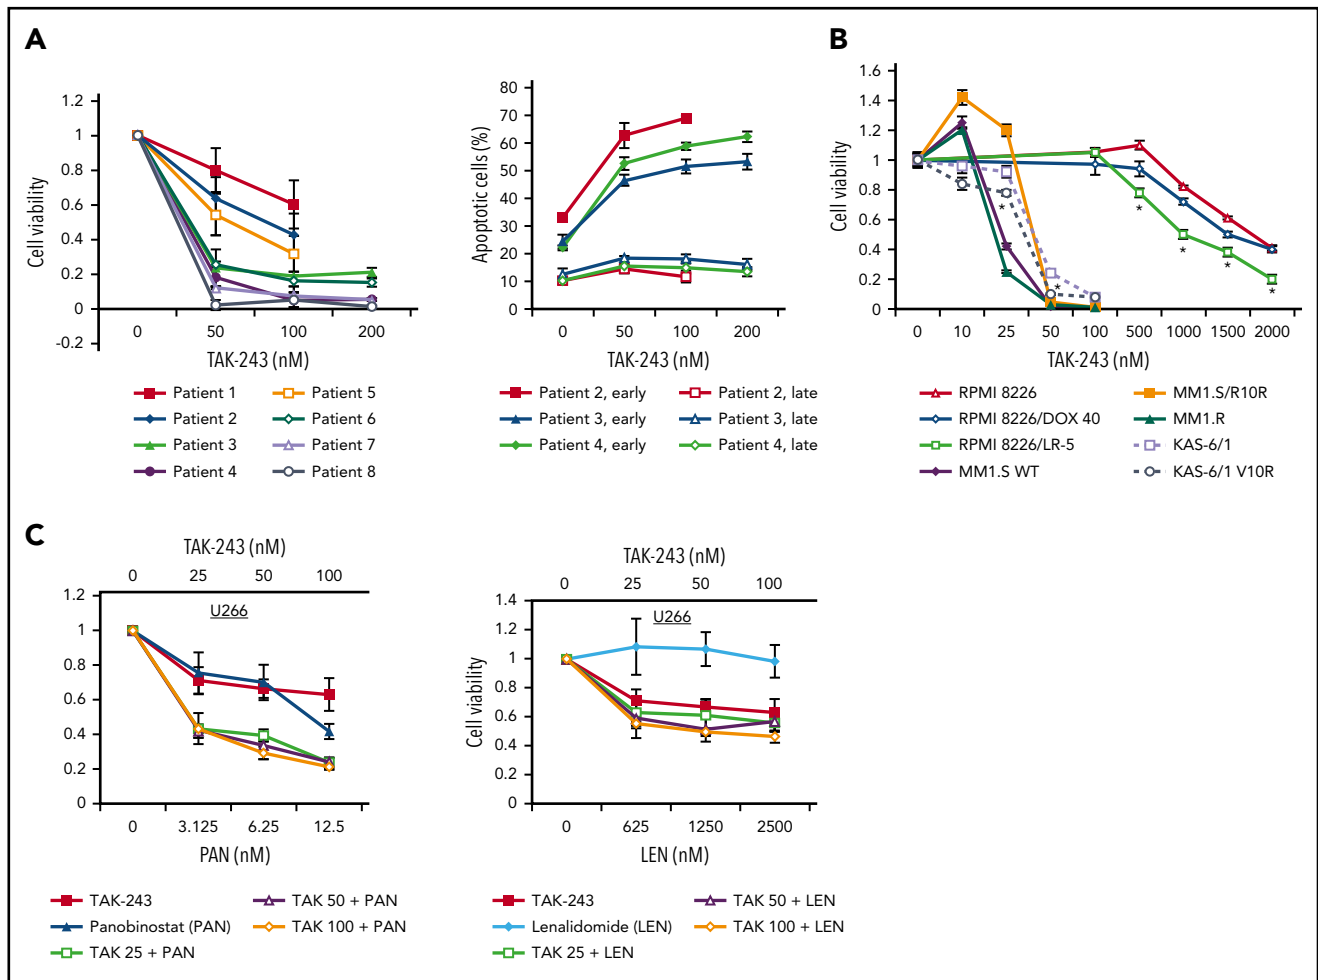 A
B
1.2
1
0.8
0.6
0.4
0.2
0
-0.2
Cell viability
0 50 100 200
TAK-243 (nM)
Patient 1
Patient 2
Patient 3
Patient 4
Patient 5
Patient 6
Patient 7
Patient 8
80
70
60
50
40
30
20
10
0
Apoptotic cells (%)
0 50 100 200
TAK-243 (nM)
Patient 2, early
Patient 3, early
Patient 4, early
Patient 2, late
Patient 3, late
Patient 4, late
1.6
1.4
1.2
1
0.8
0.6
0.4
0.2
0
Cell viability
*
*
*
*
*
*
0 10 25 50 100 500 1000 1500 2000
TAK-243 (nM)
RPMI 8226
RPMI 8226/DOX 40
RPMI 8226/LR-5
MM1.S WT
MM1.S/R10R
MM1.R
KAS-6/1
KAS-6/1 V10R
C
TAK-243 (nM)
0 25 50 100
U266
1.2
1
0.8
0.6
0.4
0.2
0
Cell viability
0 3.125 6.25 12.5
PAN (nM)
TAK-243
Panobinostat (PAN)
TAK 25 + PAN
TAK 50 + PAN
TAK 100 + PAN
TAK-243 (nM)
0 25 50 100
U266
1.4
1.2
1
0.8
0.6
0.4
0.2
0
Cell viability
0 625 1250 2500
LEN (nM)
TAK-243
Lenalidomide (LEN)
TAK 25 + LEN
TAK 50 + LEN
TAK 100 + LEN